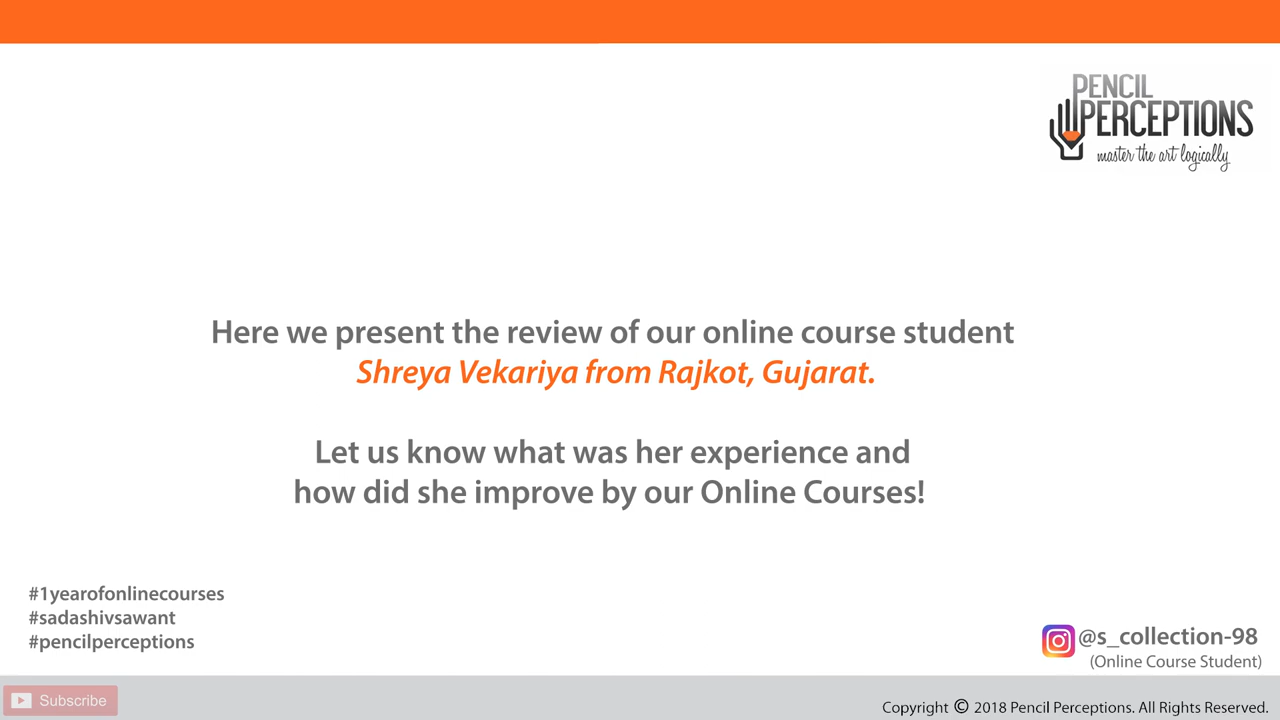 PENCIL
PERCEPTIONS
master the art logically
Here we present the review of our online course student
Shreya Vekariya from Rajkot, Gujarat.
Let us know what was her experience and
how did she improve by our Online Courses!
#1yearofonlinecourses
#sadashivsawant
#pencilperceptions
@s_collection-98
(Online Course Student)
Subscribe
Copyright © 2018 Pencil Perceptions. All Rights Reserved.